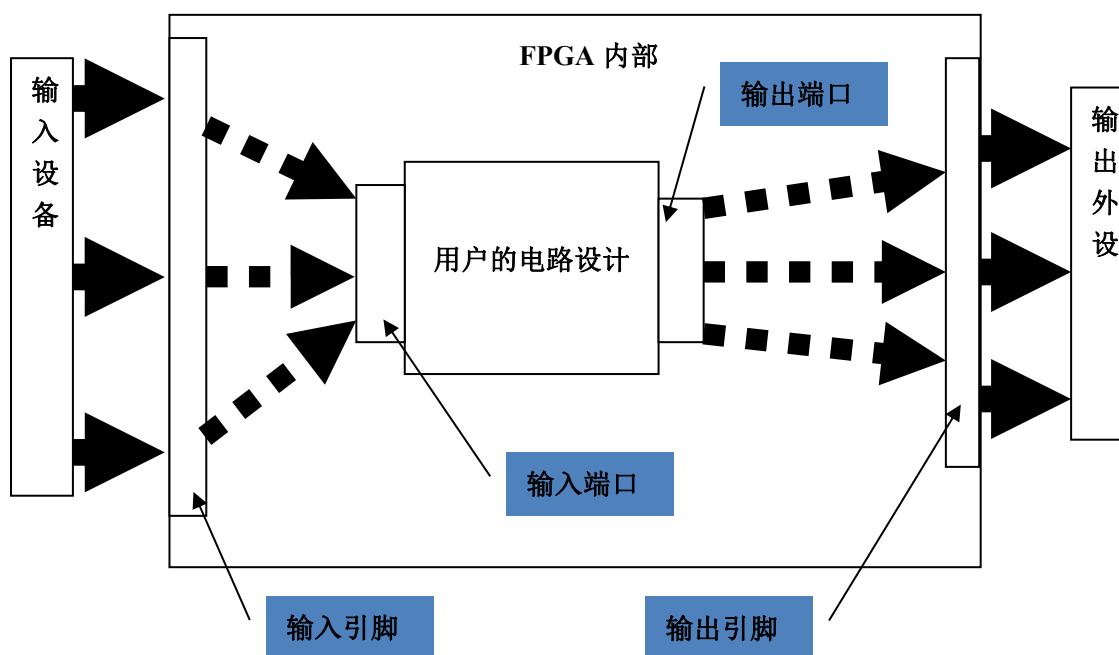 FPGA 内部
输出端口
输入设备
输出外设
用户的电路设计
输入端口
输入引脚
输出引脚